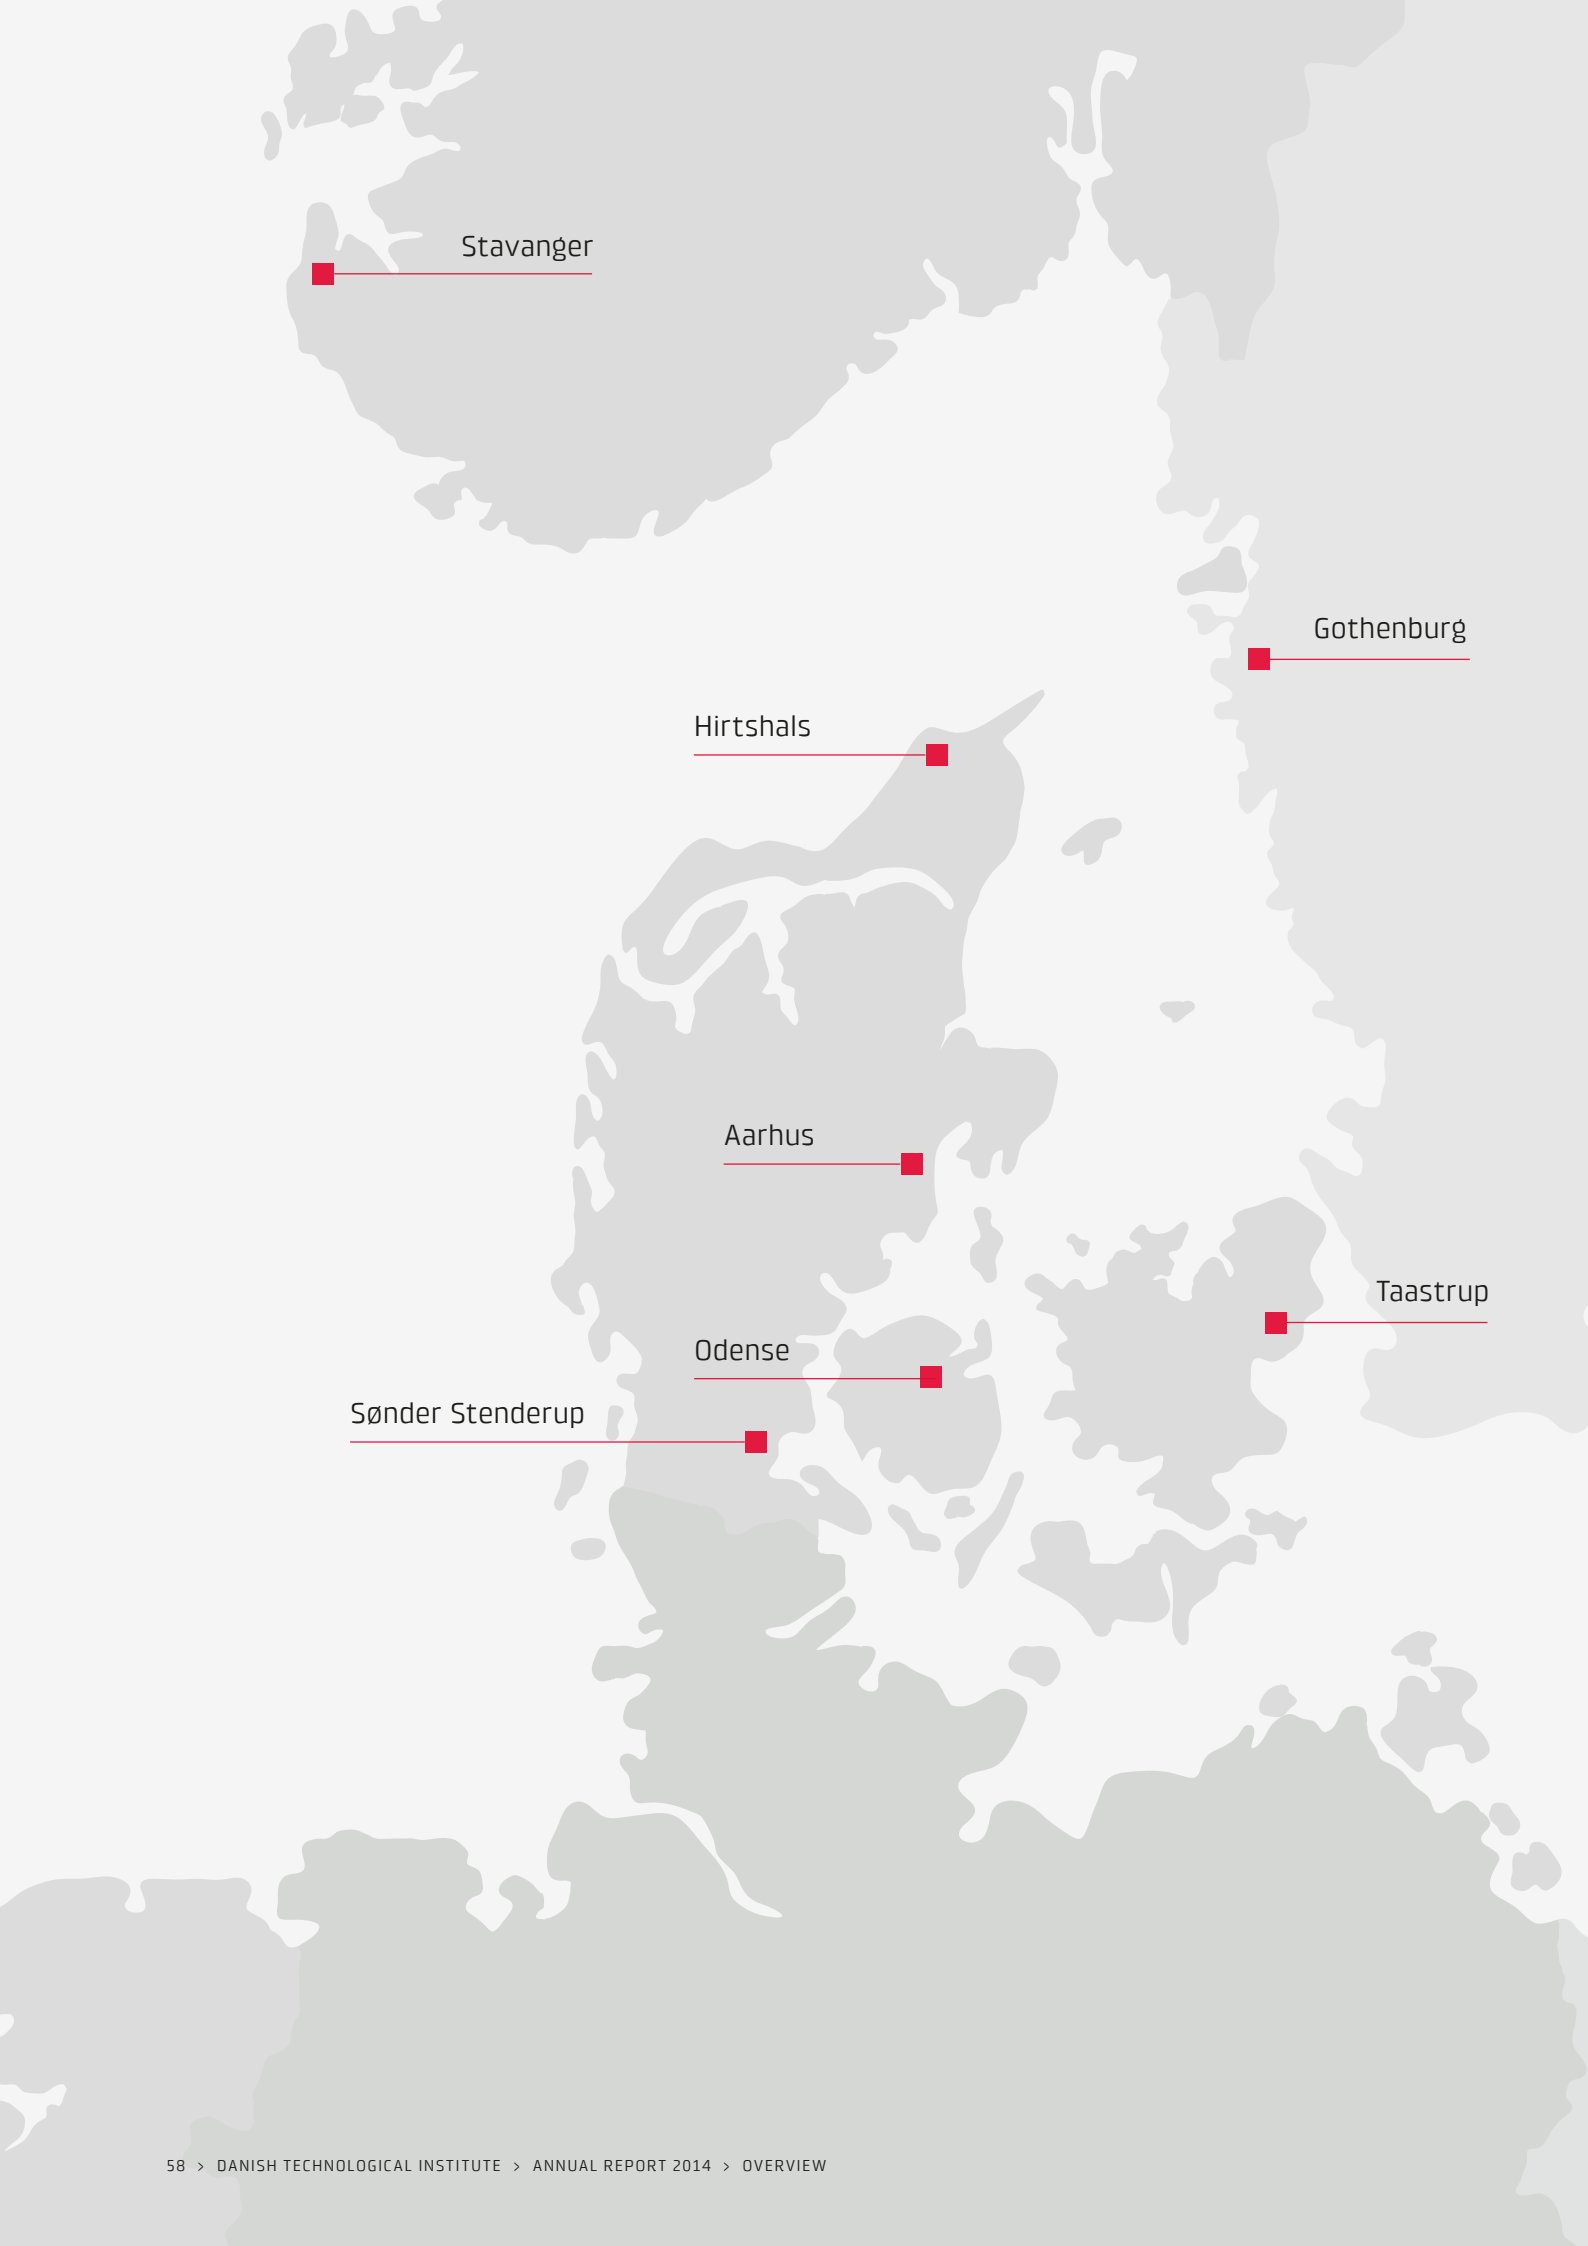 Stavanger
Gothenburg
Hirtshals
Aarhus
Taastrup
Odense
Sønder Stenderup
58 > DANISH TECHNOLOGICAL INSTITUTE > ANNUAL REPORT 2014 > OVERVIEW